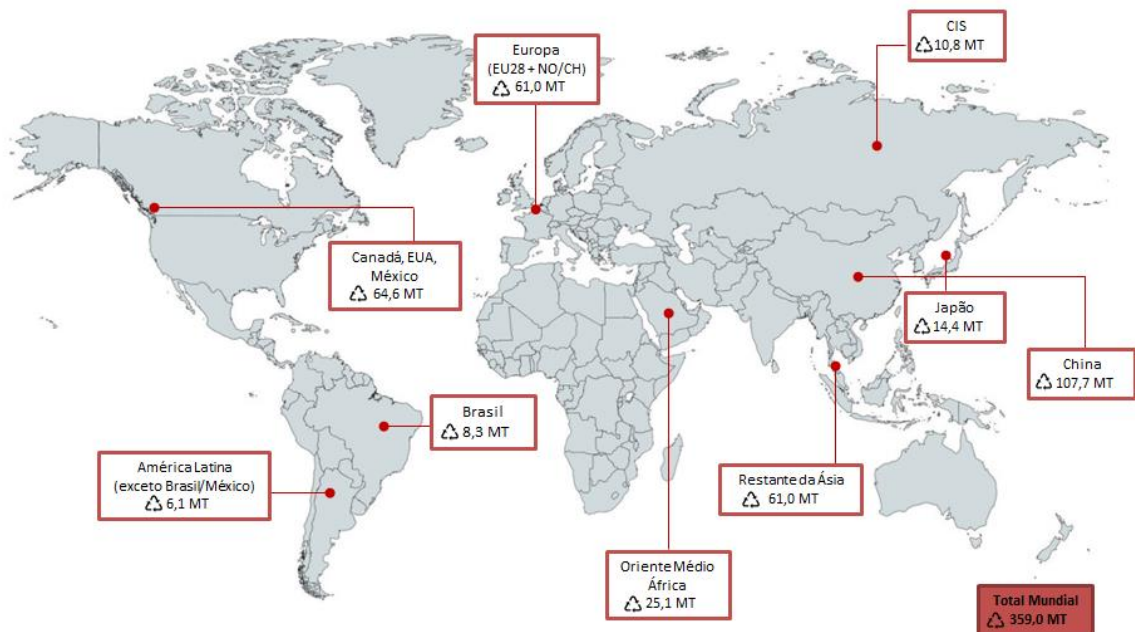 CIS
10,8 MT
Europa
(EU28 + NO/CH)
61,0 MT
Canadá, EUA,
México
64,6 MT
Japão
14,4 MT
China
107,7 MT
Brasil
8,3 MT
América Latina
(exceto Brasil/México)
6,1 MT
Restante da Ásia
61,0 MT
Oriente Médio
África
25,1 MT
Total Mundial
359,0 MT